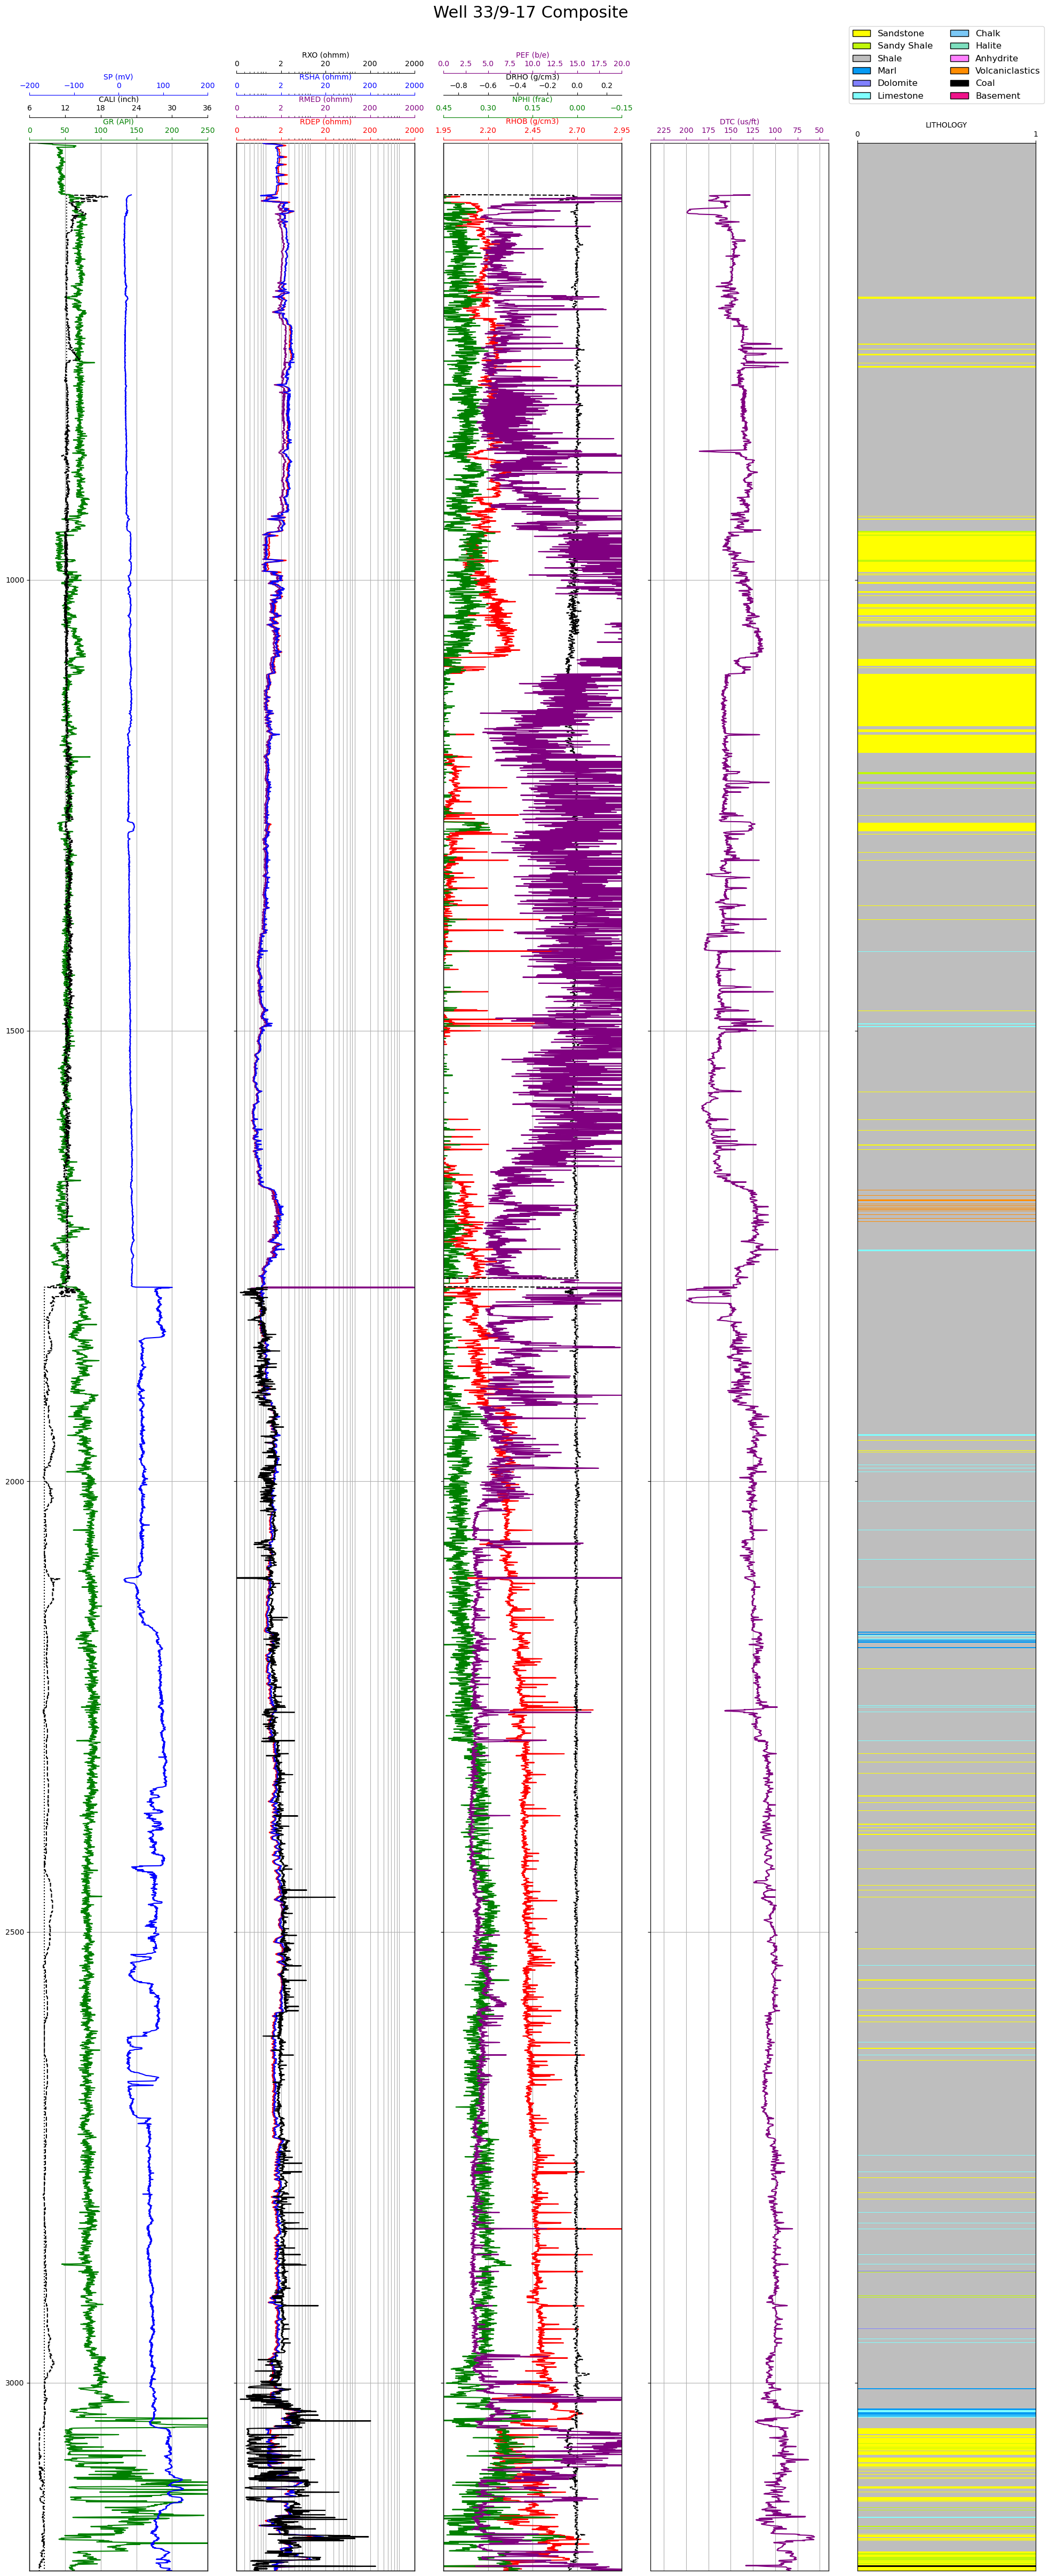 Well 33/9-17 Composite
Sandstone Chalk
Sandy Shale Halite
Shale Anhydrite
Marl Volcaniclastics
Dolomite Coal
Limestone Basement
RXO (ohmm)
0 2 20 200 2000
PEF (b/e)
0.0 2.5 5.0 7.5 10.0 12.5 15.0 17.5 20.0
SP (mV)
−200 −100 0 100 200
RSHA (ohmm)
0 2 20 200 2000
DRHO (g/cm3)
−0.8 −0.6 −0.4 −0.2 0.0 0.2
CALI (inch)
6 12 18 24 30 36
RMED (ohmm)
0 2 20 200 2000
NPHI (frac)
0.45 0.30 0.15 0.00 −0.15
GR (API)
0 50 100 150 200 250
RDEP (ohmm)
0 2 20 200 2000
RHOB (g/cm3)
1.95 2.20 2.45 2.70 2.95
DTC (us/ft)
225 200 175 150 125 100 75 50
LITHOLOGY
0 1
1000
1500
2000
2500
3000